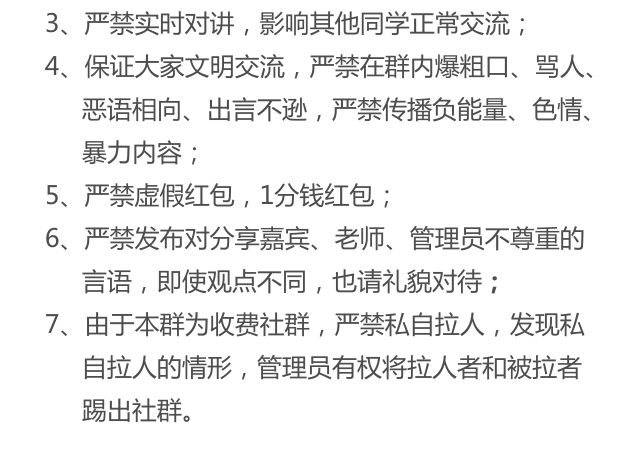 3、严禁实时对讲，影响其他同学正常交流；
4、保证大家文明交流，严禁在群内爆粗口、骂人、
恶语相向、出言不逊，严禁传播负能量、色情、
暴力内容；
5、严禁虚假红包，1分钱红包；
6、严禁发布对分享嘉宾、老师、管理员不尊重的
言语，即使观点不同，也请礼貌对待；
7、由于本群为收费社群，严禁私自拉人，发现私
自拉人的情形，管理员有权将拉人者和被拉者
踢出社群。